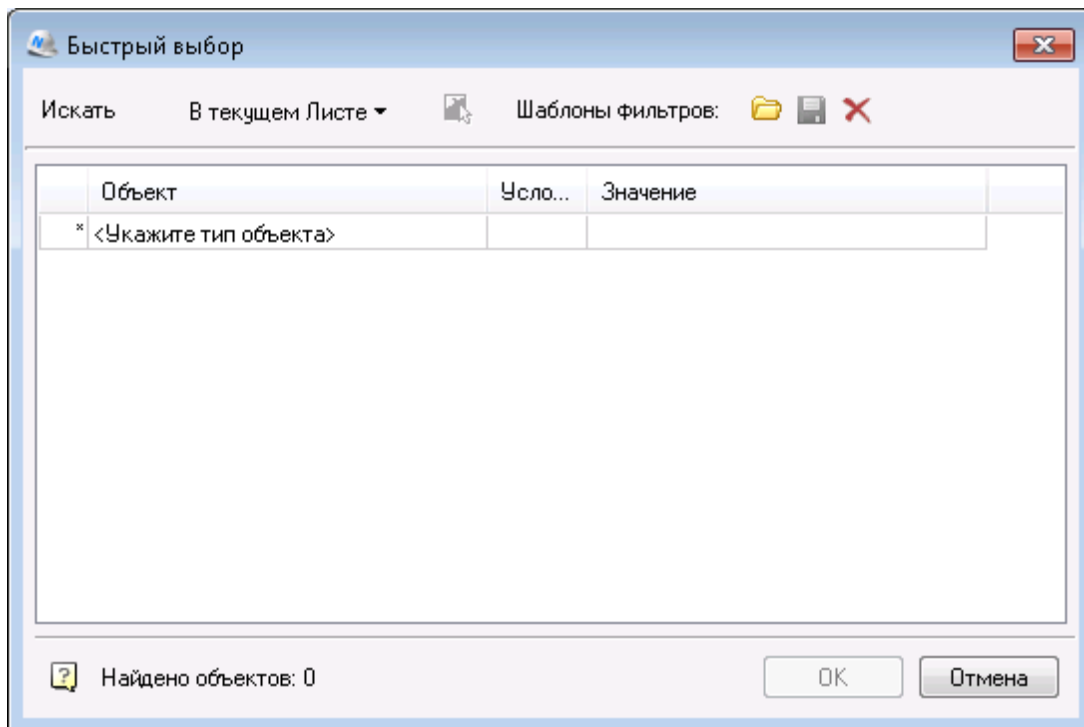 Быстрый выбор
Искать В текущем Листе Шаблоны фильтров:
Объект Усло... Значение
* <Укажите тип объекта>
Найдено объектов: 0 OK Отмена